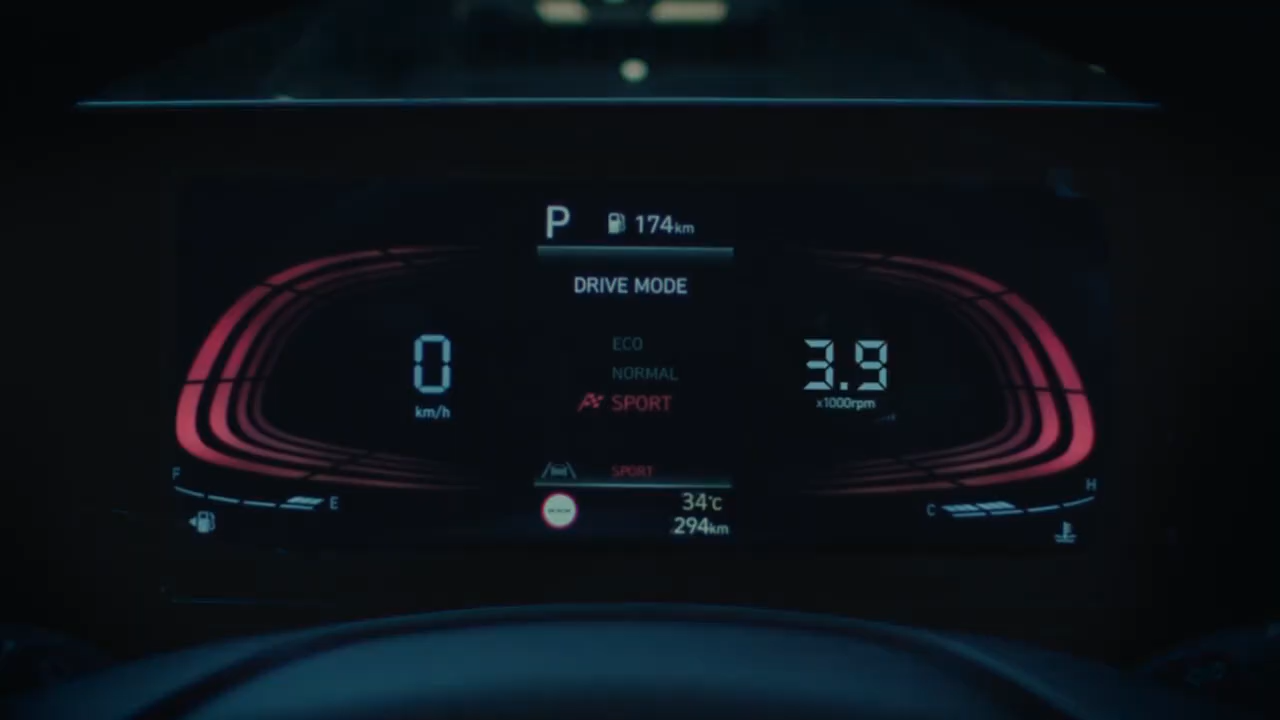 P 174km
DRIVE MODE
ECO
NORMAL
SPORT
0
km/h
3.9
x1000rpm
SPORT
F
E
C
H
34°C
294km